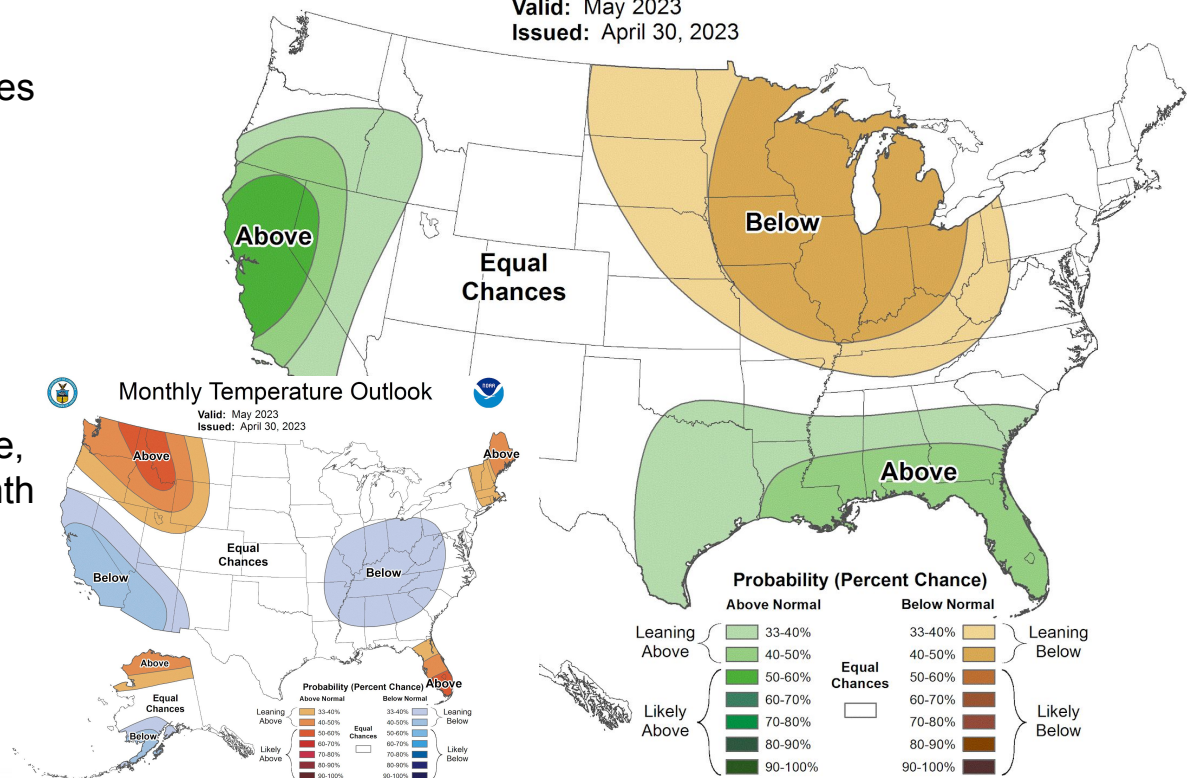 Valid: May 2023
Issued: April 30, 2023
es
Above
Below
Equal
Chances
Above
Monthly Temperature Outlook
NOAA
Valid: May 2023
Issued: April 30, 2023
e,
nth
Above
Above
Equal
Chances
Below
Below
Above
Above
Equal
Chances
Below
Probability (Percent Chance)
Above Normal Below Normal
Leaning
Above
33-40% 33-40%
40-50% 40-50%
Leaning
Below
Equal
Chances
Likely
Above
50-60% 50-60%
60-70% 60-70%
70-80% 70-80%
80-90% 80-90%
90-100% 90-100%
Likely
Below
Probability (Percent Chance)
Above Normal Below Normal
Leaning
Above
33-40% 33-40%
40-50% 40-50%
Leaning
Below
Equal
Chances
Likely
Above
50-60% 50-60%
60-70% 60-70%
70-80% 70-80%
80-90% 80-90%
90-100% 90-100%
Likely
Below